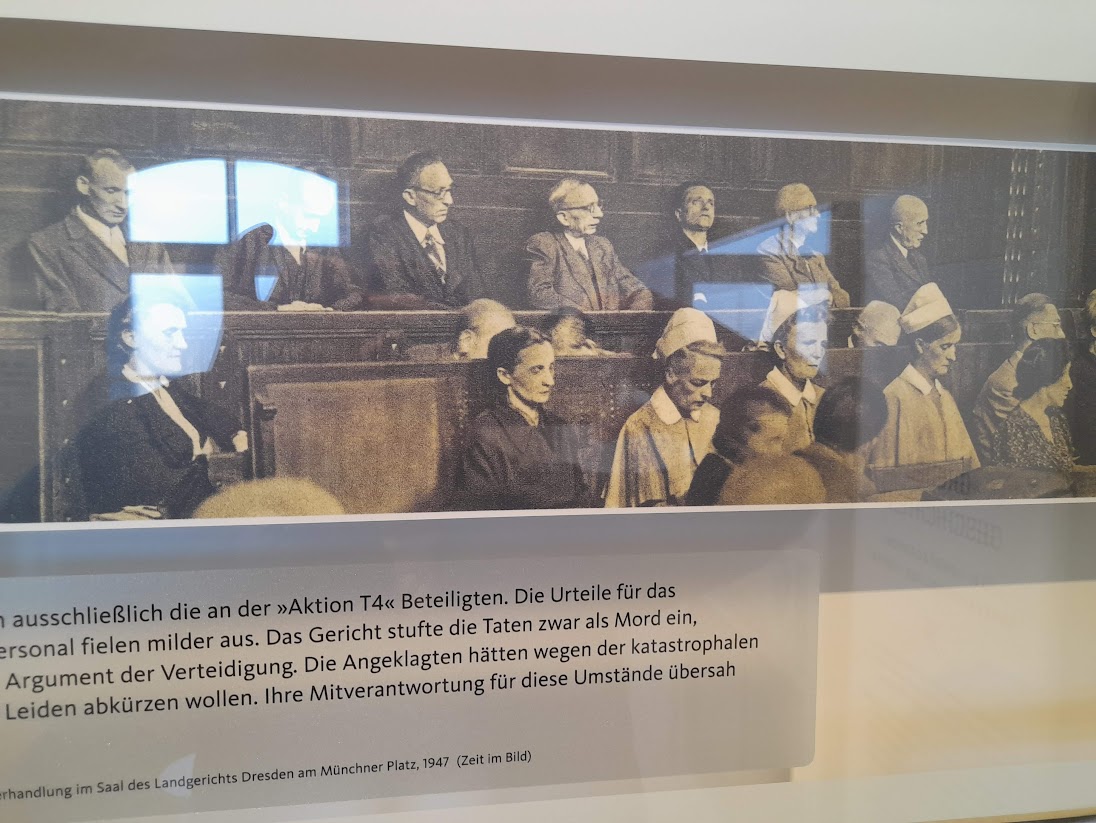 ausschließlich die an der »Aktion T4« Beteiligten. Die Urteile für das
ersonal fielen milder aus. Das Gericht stufte die Taten zwar als Mord ein,
Argument der Verteidigung. Die Angeklagten hätten wegen der katastrophalen
Leiden abkürzen wollen. Ihre Mitverantwortung für diese Umstände übersah
erhandlung im Saal des Landgerichts Dresden am Münchner Platz, 1947 (Zeit im Bild)